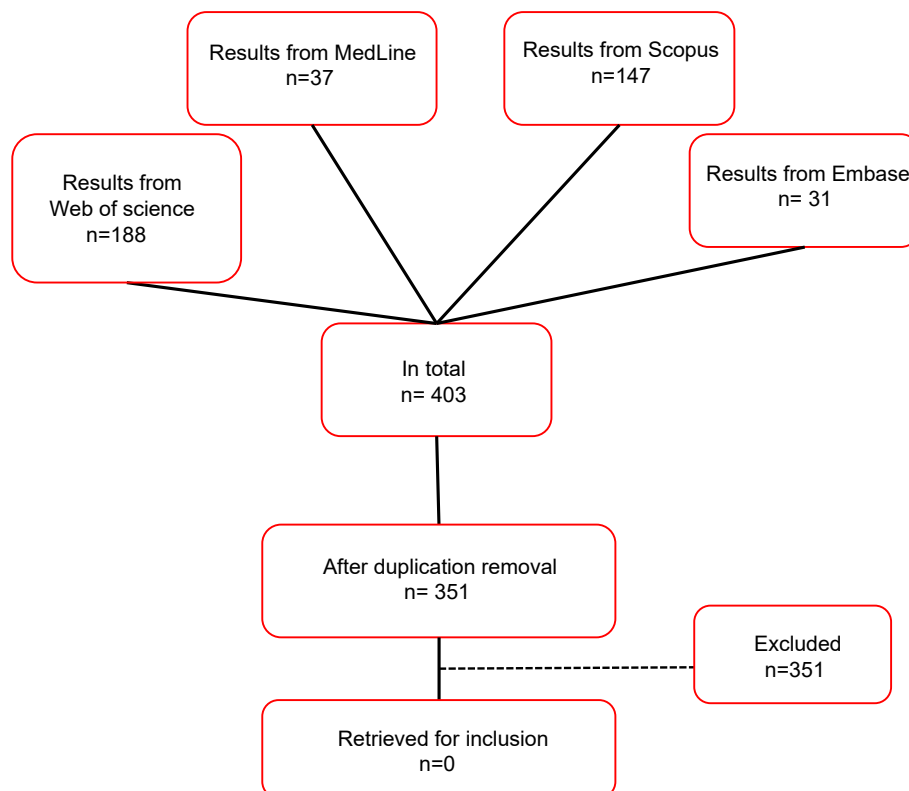 Results from MedLine
n=37
Results from Scopus
n=147
Results from
Web of science
n=188
Results from Embase
n= 31
In total
n= 403
After duplication removal
n= 351
Excluded
n=351
Retrieved for inclusion
n=0